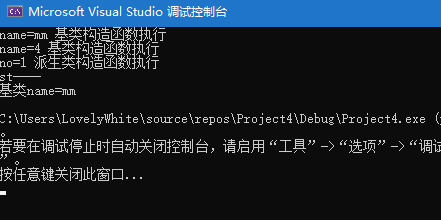 Microsoft Visual Studio 调试控制台
name=mm 基类构造函数执行
name=4 基类构造函数执行
no=1 派生类构造函数执行
st----
基类name=mm
C:\Users\LovelyWhite\source\repos\Project4\Debug\Project4.exe (
。
若要在调试停止时自动关闭控制台，请启用“工具”->“选项”->“调试
”。
按任意键关闭此窗口...